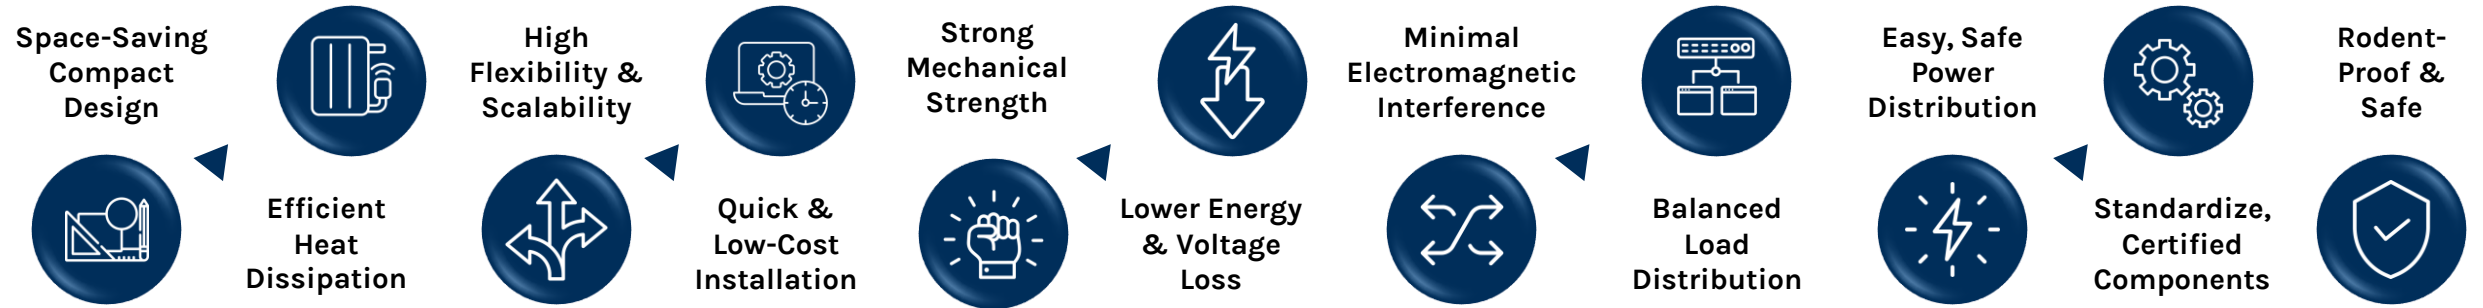 Space-Saving
Compact
Design
Efficient
Heat
Dissipation
High
Flexibility &
Scalability
Quick &
Low-Cost
Installation
Strong
Mechanical
Strength
Lower Energy
& Voltage
Loss
Minimal
Electromagnetic
Interference
Balanced
Load
Distribution
Easy, Safe
Power
Distribution
Standardize,
Certified
Components
Rodent-
Proof &
Safe